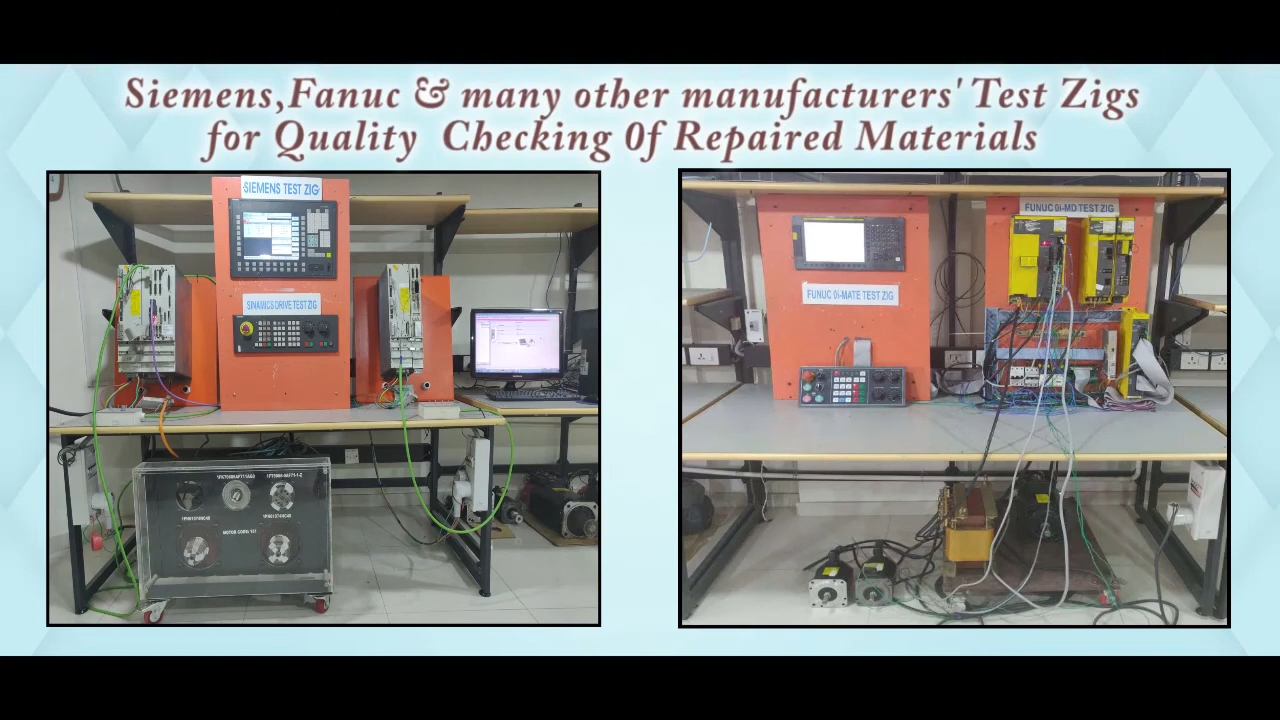 Siemens,Fanuc & many other manufacturers' Test Zigs
for Quality Checking 0f Repaired Materials
SIEMENS TEST ZIG
SINAMICS DRIVE TEST ZIG
FUNUC 0i-MD TEST ZIG
FUNUC 0i-MATE TEST ZIG